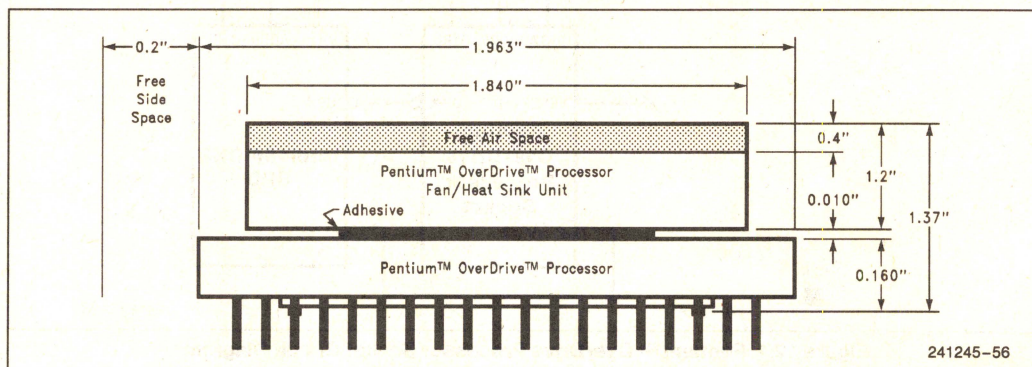 0.2"
1.963"
Free
Side
Space
1.840"
Free Air Space
0.4"
Pentium™ OverDrive™ Processor
Fan/Heat Sink Unit
1.2"
0.010"
Adhesive
1.37"
Pentium™ OverDrive™ Processor
0.160"
241245–56